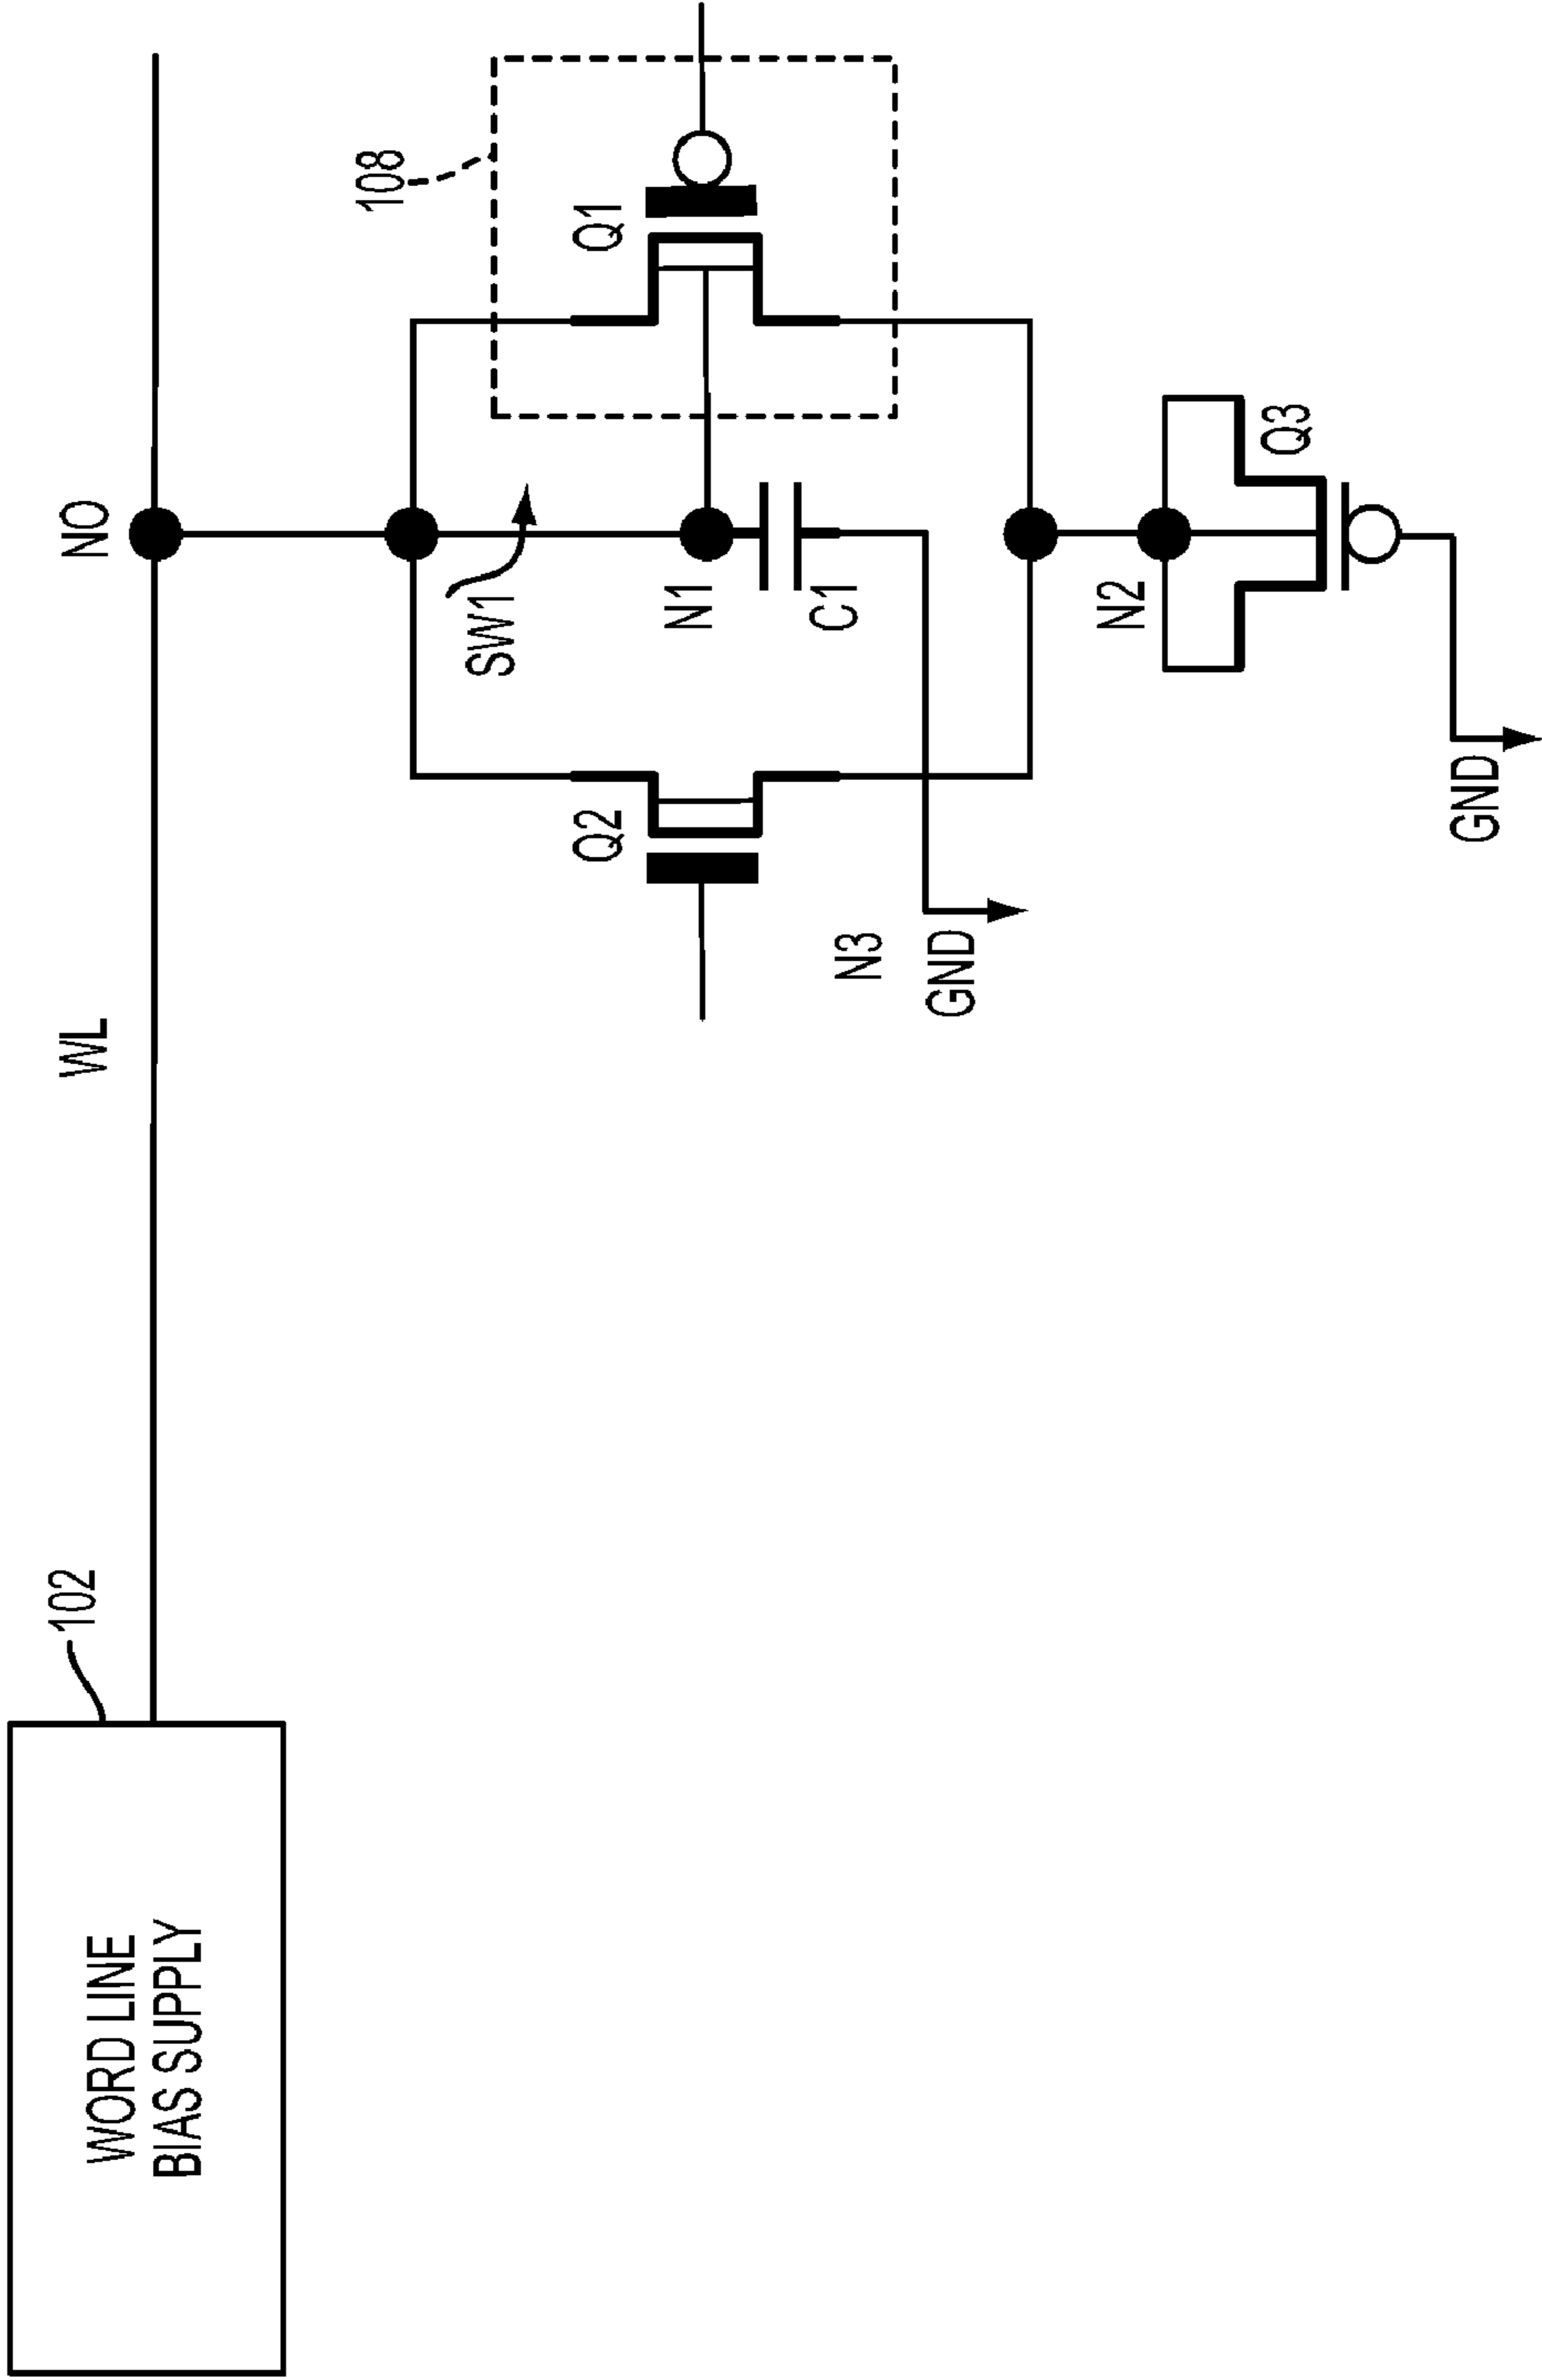 WORD LINE
BIAS SUPPLY
102
WL
NO
108
SW1
Q1
Q2
N1
C1
N3
GND
N2
Q3
GND